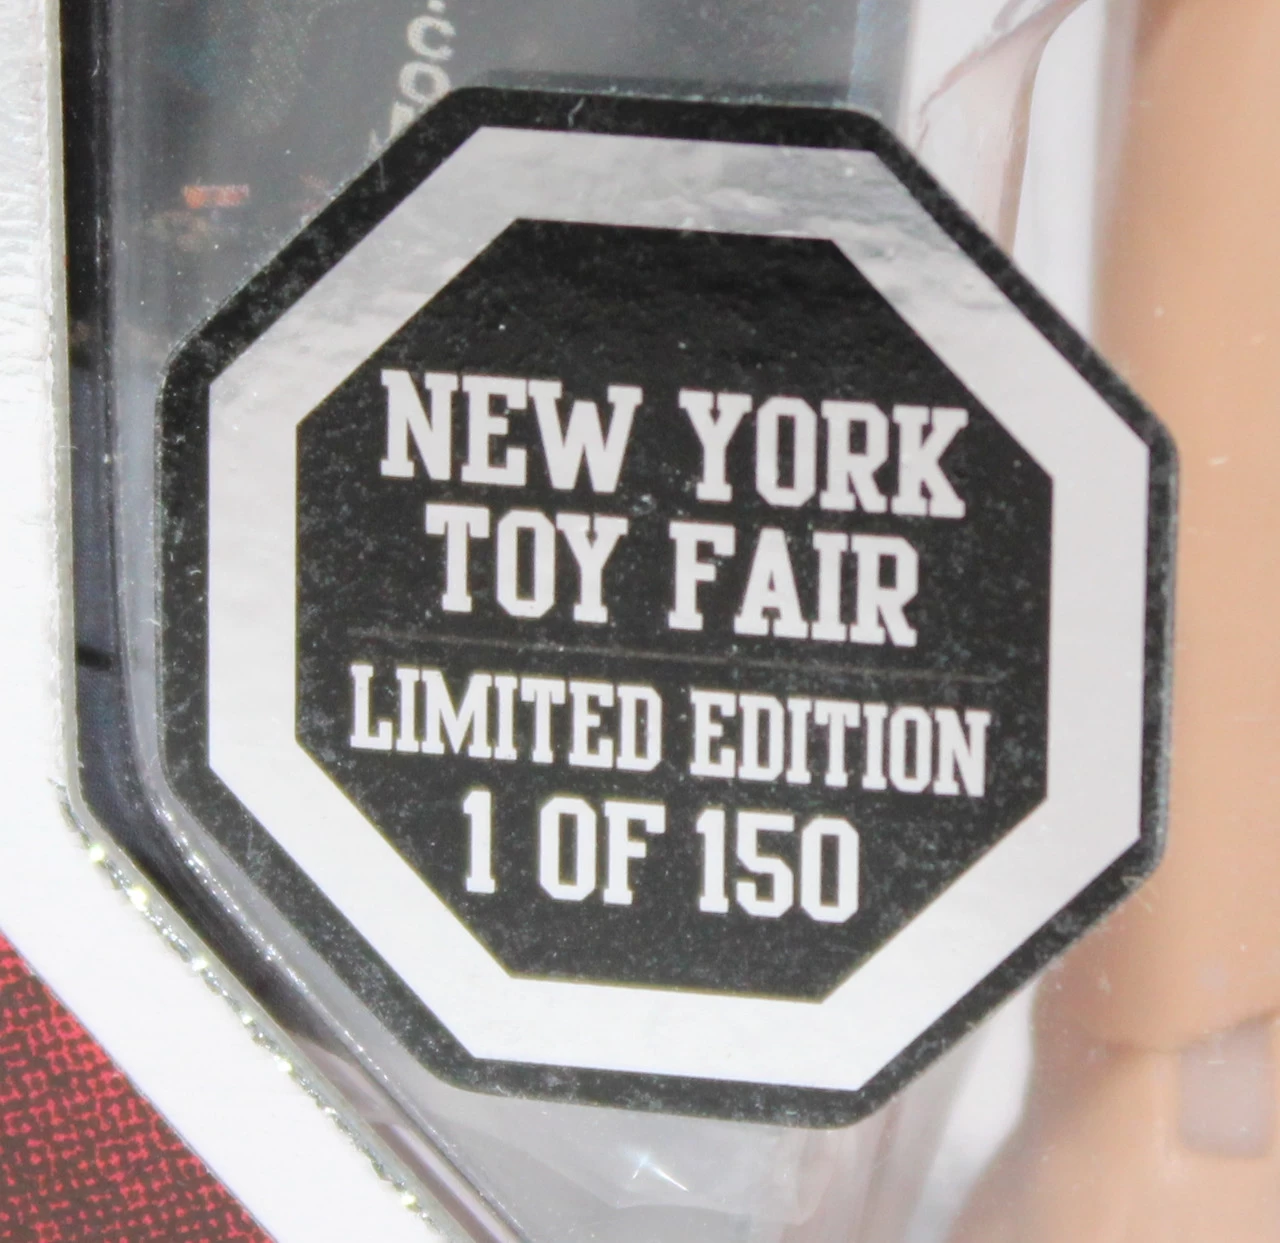 NEW YORK
TOY FAIR
LIMITED EDITION
1 OF 150